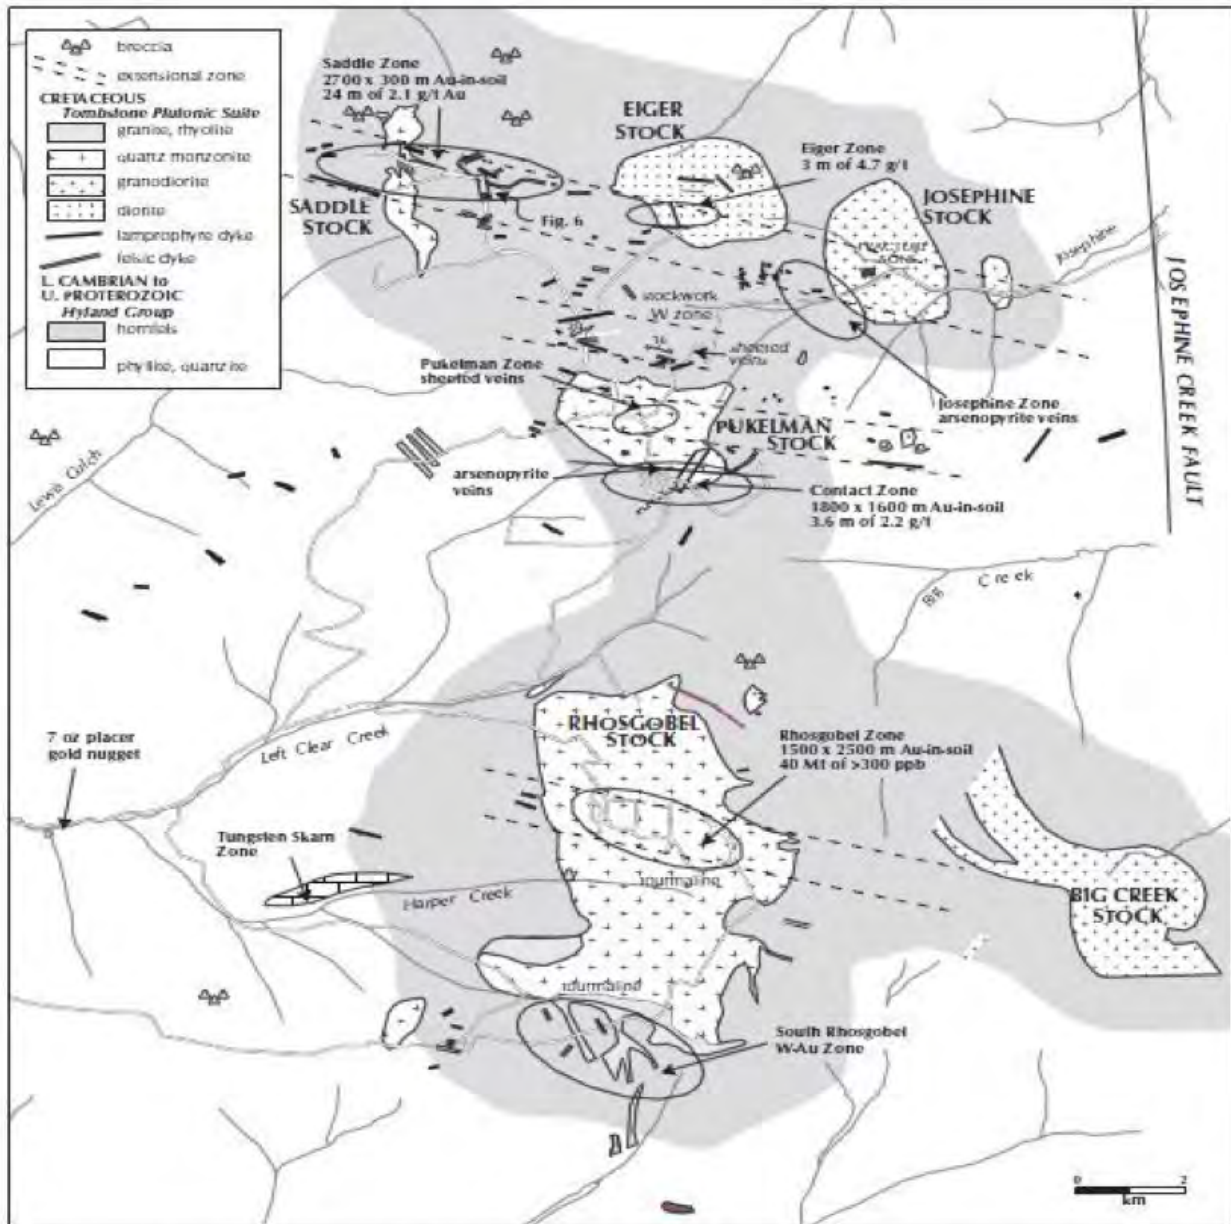 breccia
extensional zone
CRETACEOUS
Tombstone Plutonic Suite
granite, rhyolite
quartz monzonite
granodiorite
diorite
lamprophyre dyke
felsic dyke
L. CAMBRIAN to
U. PROTEROZOIC
Hyland Group
hornfels
phyllite, quartzite
Saddle Zone
2700 x 300 m Au-in-soil
24 m of 2.1 g/t Au
SADDLE
STOCK
Fig. 6
EIGER
STOCK
Eiger Zone
3 m of 4.7 g/t
JOSEPHINE
STOCK
Josephine
JOSEPHINE CREEK FAULT
stockwork
W zone
sheeted
veins
Pukelman Zone
sheeted veins
PUKELMAN
STOCK
Josephine Zone
arsenopyrite veins
arsenopyrite
veins
Contact Zone
1800 x 1600 m Au-in-soil
3.6 m of 2.2 g/t
Lewis Gulch
Creek
7 oz placer
gold nugget
Left Clear Creek
RHOSGOBEL
STOCK
Rhosgobel Zone
1500 x 2500 m Au-in-soil
40 Mt of >300 ppb
Tungsten Skarn
Zone
Harper Creek
tourmaline
BIG CREEK
STOCK
tourmaline
South Rhosgobel
W-Au Zone
0 2
km